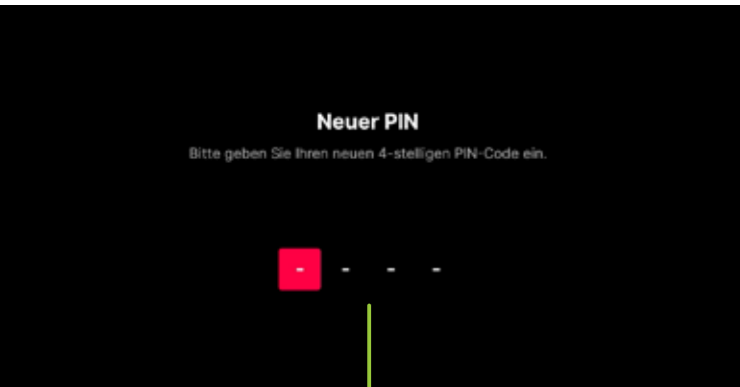 Neuer PIN
Bitte geben Sie Ihren neuen 4-stelligen PIN-Code ein.
- - - -